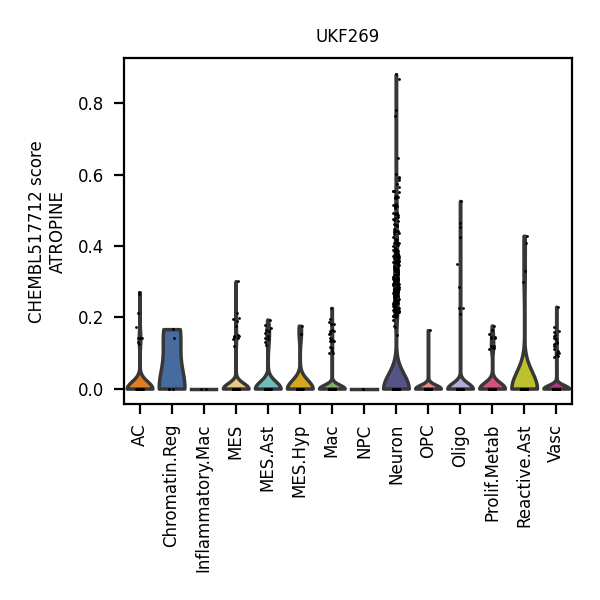 UKF269
CHEMBL517712 score
ATROPINE
0.8
0.6
0.4
0.2
0.0
AC
Chromatin.Reg
Inflammatory.Mac
MES
MES.Ast
MES.Hyp
Mac
NPC
Neuron
OPC
Oligo
Prolif.Metab
Reactive.Ast
Vasc